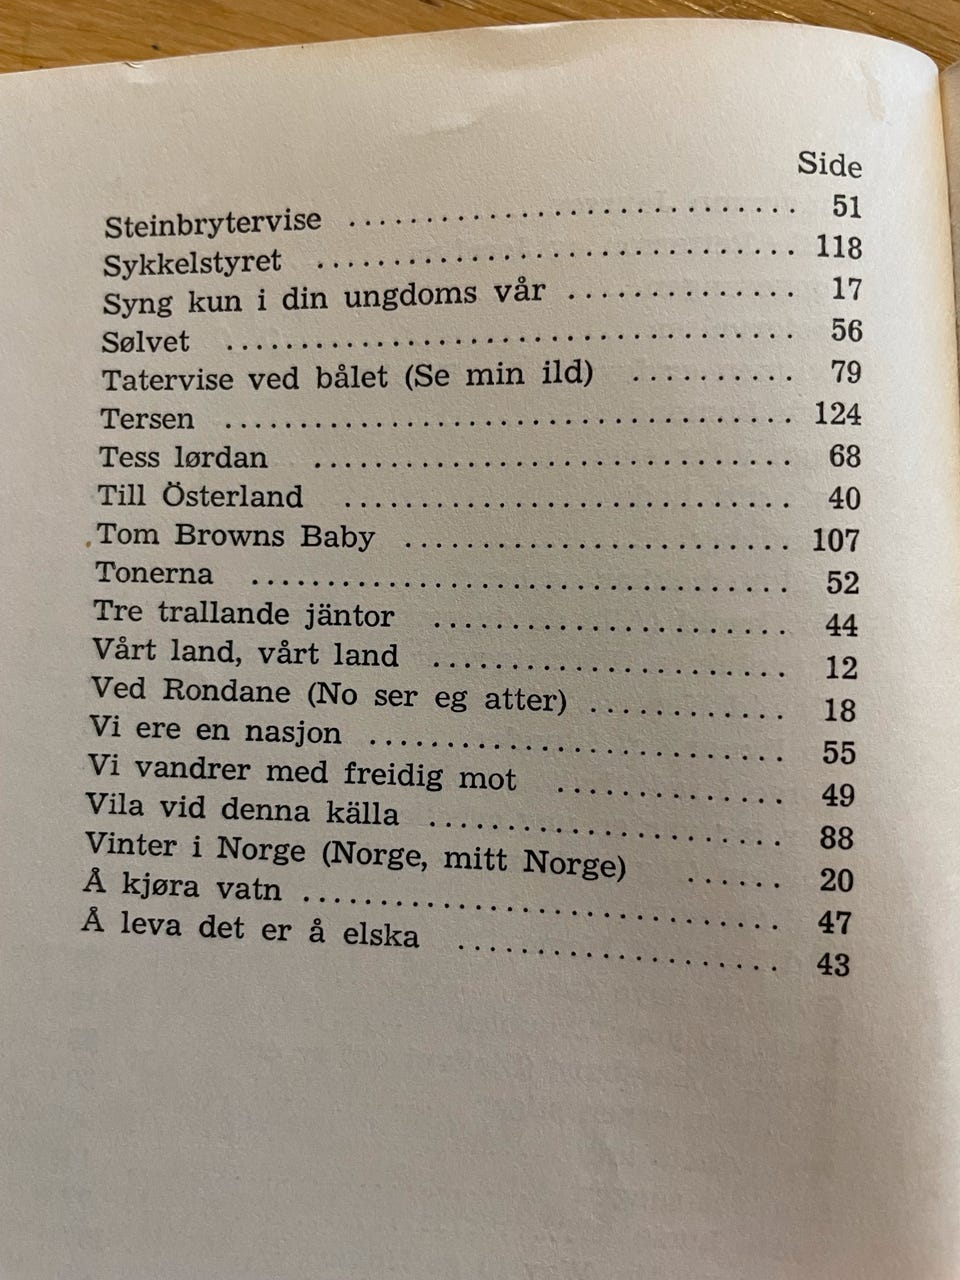 Side
Steinbrytervise .............................. 51
Sykkelstyret ................................ 118
Syng kun i din ungdoms vår ............. 17
Sølvet ...................................... 56
Tatervise ved bålet (Se min ild) .......... 79
Tersen ...................................... 124
Tess lørdan ................................ 68
Till Österland .............................. 40
Tom Browns Baby .......................... 107
Tonerna .................................... 52
Tre trallande jäntor ........................ 44
Vårt land, vårt land ........................ 12
Ved Rondane (No ser eg atter) ............ 18
Vi ere en nasjon ............................ 55
Vi vandrer med freidig mot .............. 49
Vila vid denna källa ........................ 88
Vinter i Norge (Norge, mitt Norge) ...... 20
Å kjøra vatn ................................ 47
Å leva det er å elska ...................... 43